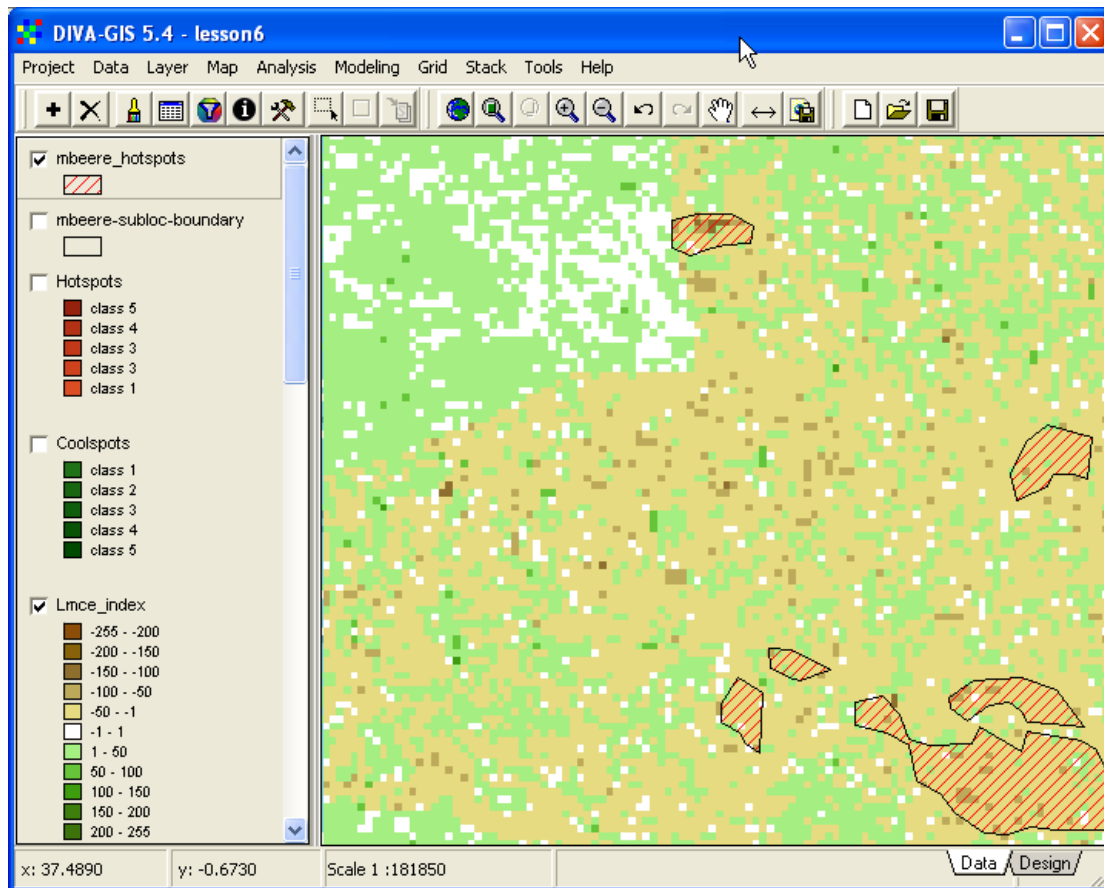 DIVA-GIS 5.4 - lesson6
Project Data Layer Map Analysis Modeling Grid Stack Tools Help
mbeere_hotspots
mbeere-subloc-boundary
Hotspots
class 5
class 4
class 3
class 3
class 1
Coolspots
class 1
class 2
class 3
class 4
class 5
Lmce_index
-255 - -200
-200 - -150
-150 - -100
-100 - -50
-50 - -1
-1 - 1
1 - 50
50 - 100
100 - 150
150 - 200
200 - 255
x: 37.4890 y: -0.6730 Scale 1 :181850 Data Design